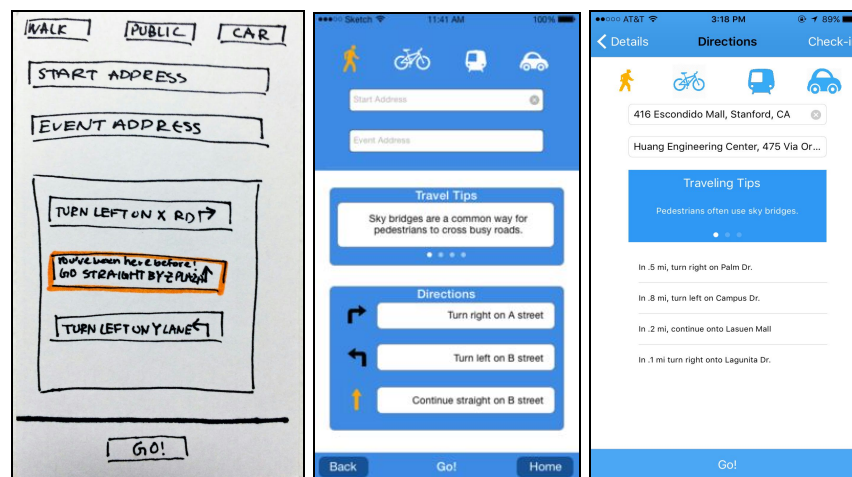 WALK PUBLIC CAR
START ADDRESS
EVENT ADDRESS
TURN LEFT ON X RD
You've been here before!
GO STRAIGHT BY Z PLAZA
TURN LEFT ON Y LANE
GO!
Sketch 11:41 AM 100%
Start Address
Event Address
Travel Tips
Sky bridges are a common way for
pedestrians to cross busy roads.
Directions
Turn right on A street
Turn left on B street
Continue straight on B street
Back Go! Home
AT&T 3:18 PM 89%
Details Directions Check-i
416 Escondido Mall, Stanford, CA
Huang Engineering Center, 475 Via Or...
Traveling Tips
Pedestrians often use sky bridges.
In .5 mi, turn right on Palm Dr.
In .8 mi, turn left on Campus Dr.
In .2 mi, continue onto Lasuen Mall
In .1 mi turn right onto Lagunita Dr.
Go!